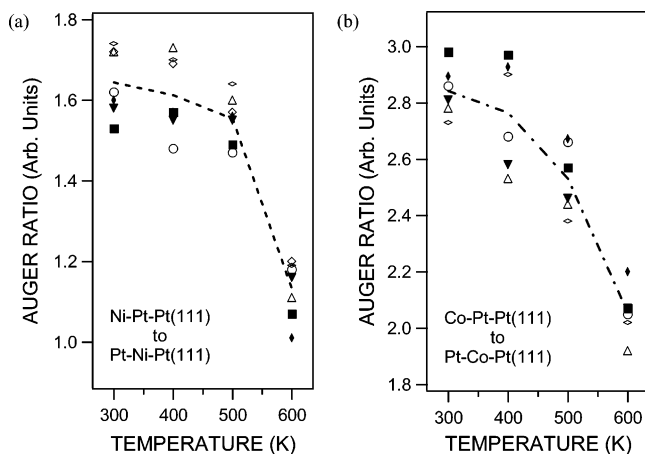 (a)
AUGER RATIO (Arb. Units)
1.8
1.6
1.4
1.2
1.0
Ni-Pt-Pt(111)
to
Pt-Ni-Pt(111)
300 400 500 600
TEMPERATURE (K)
(b)
AUGER RATIO (Arb. Units)
3.0
2.8
2.6
2.4
2.2
2.0
1.8
Co-Pt-Pt(111)
to
Pt-Co-Pt(111)
300 400 500 600
TEMPERATURE (K)